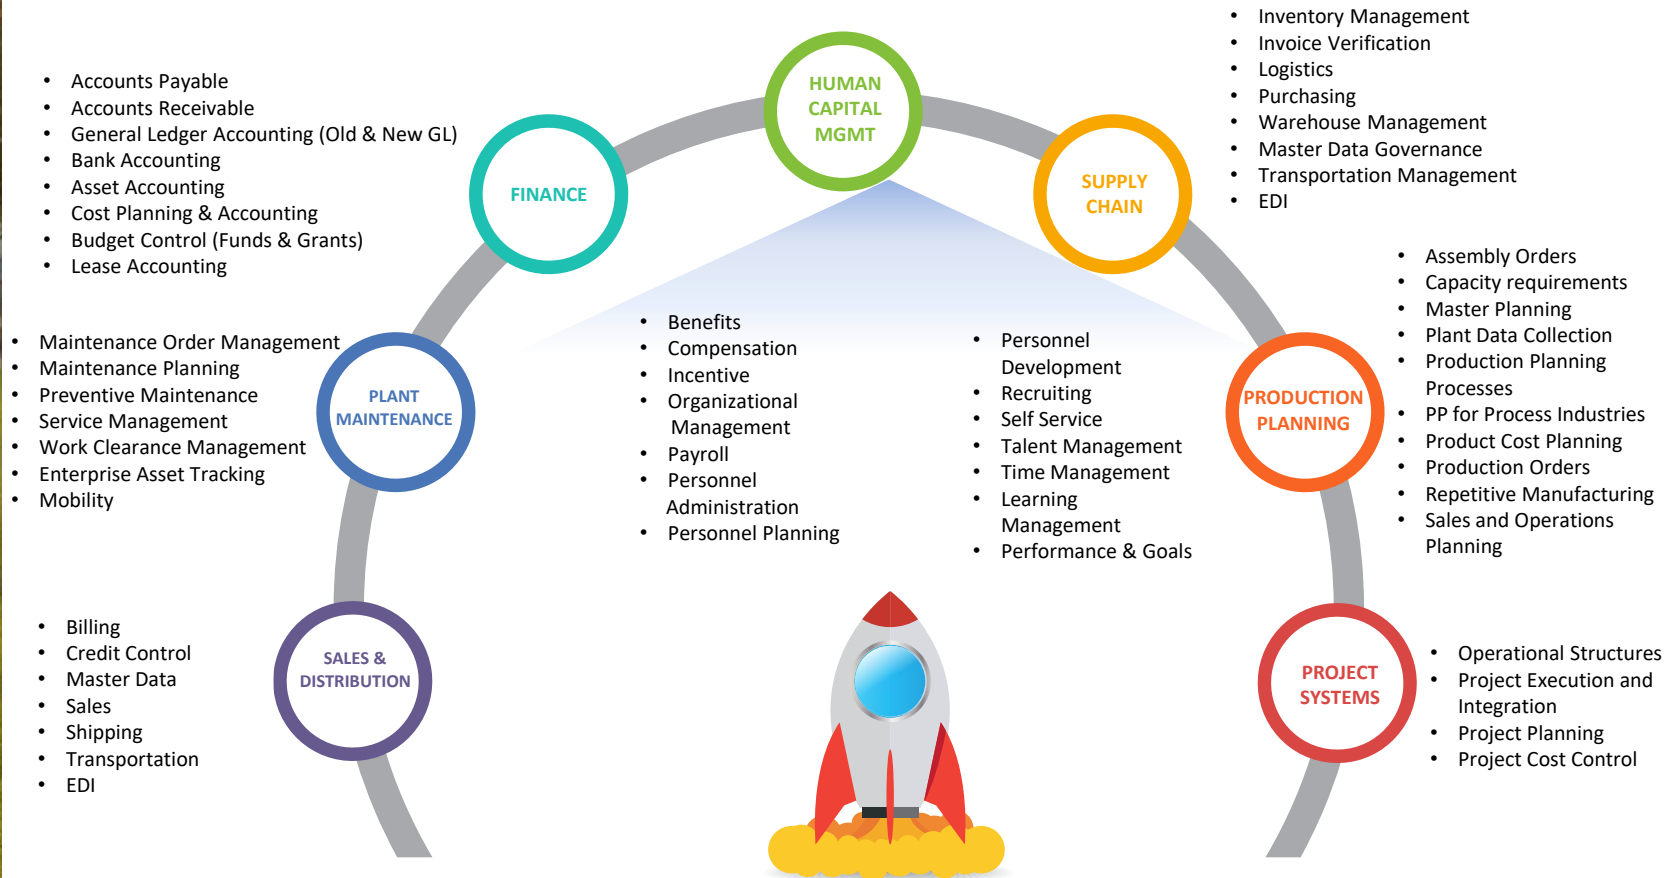 • Accounts Payable
• Accounts Receivable
• General Ledger Accounting (Old & New GL)
• Bank Accounting
• Asset Accounting
• Cost Planning & Accounting
• Budget Control (Funds & Grants)
• Lease Accounting
FINANCE
HUMAN
CAPITAL
MGMT
SUPPLY
CHAIN
• Inventory Management
• Invoice Verification
• Logistics
• Purchasing
• Warehouse Management
• Master Data Governance
• Transportation Management
• EDI
• Maintenance Order Management
• Maintenance Planning
• Preventive Maintenance
• Service Management
• Work Clearance Management
• Enterprise Asset Tracking
• Mobility
PLANT
MAINTENANCE
• Benefits
• Compensation
• Incentive
• Organizational
Management
• Payroll
• Personnel
Administration
• Personnel Planning
• Personnel
Development
• Recruiting
• Self Service
• Talent Management
• Time Management
• Learning
Management
• Performance & Goals
PRODUCTION
PLANNING
• Assembly Orders
• Capacity requirements
• Master Planning
• Plant Data Collection
• Production Planning
Processes
• PP for Process Industries
• Product Cost Planning
• Production Orders
• Repetitive Manufacturing
• Sales and Operations
Planning
• Billing
• Credit Control
• Master Data
• Sales
• Shipping
• Transportation
• EDI
SALES &
DISTRIBUTION
PROJECT
SYSTEMS
• Operational Structures
• Project Execution and
Integration
• Project Planning
• Project Cost Control